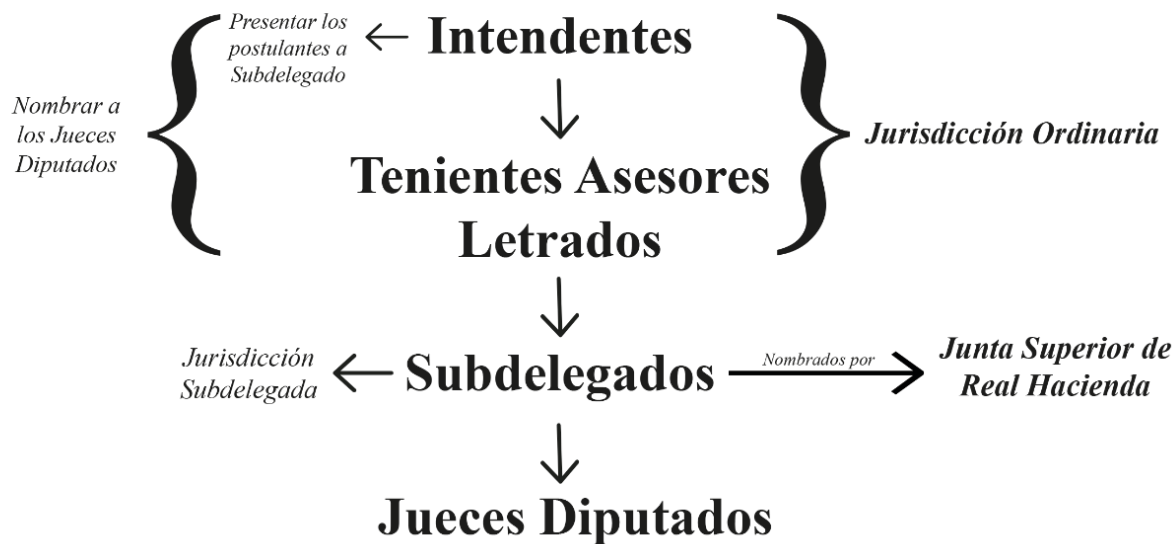 Presentar los
postulantes a
Subdelegado
Intendentes
Nombrar a
los Jueces
Diputados
Jurisdicción Ordinaria
Tenientes Asesores
Letrados
Jurisdicción
Subdelegada
Subdelegados
Nombrados por
Junta Superior de
Real Hacienda
Jueces Diputados